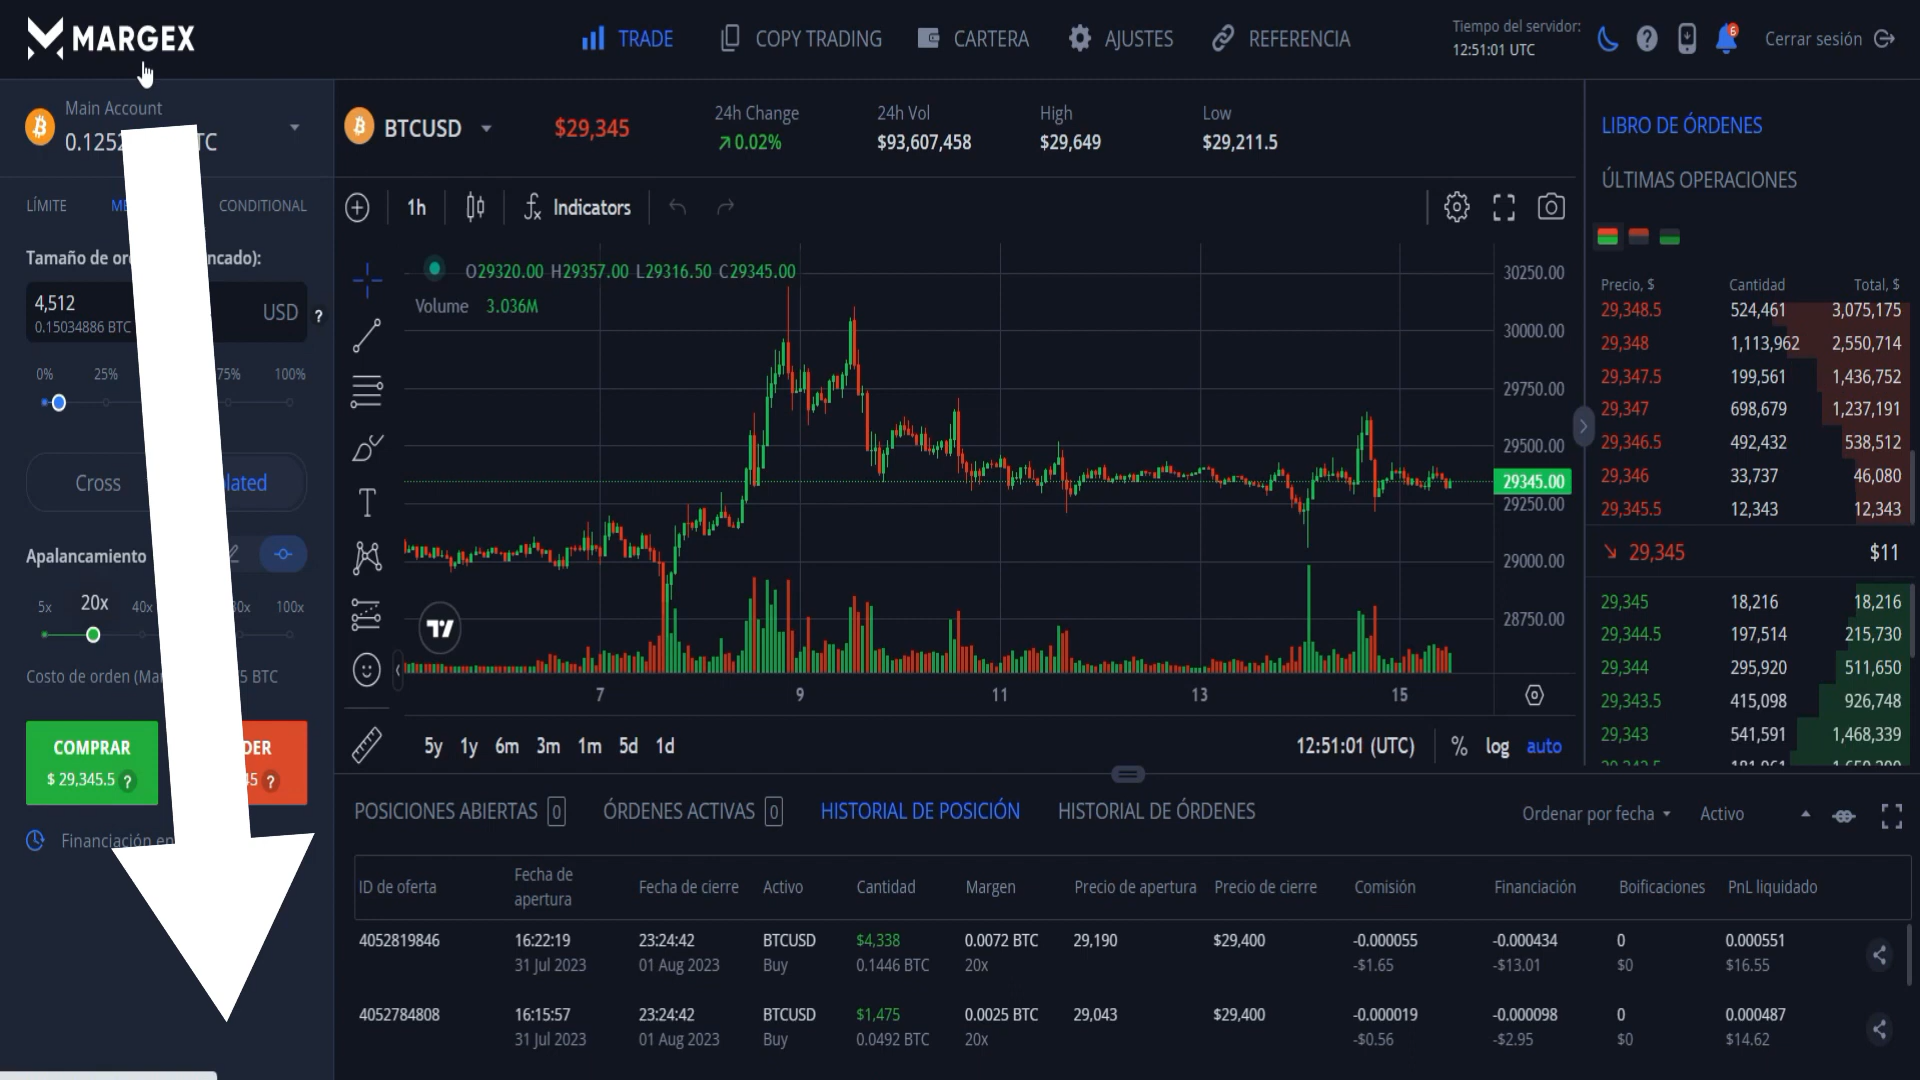 MARGEX
TRADE
COPY TRADING
CARTERA
AJUSTES
REFERENCIA
Tiempo del servidor:
12:51:01 UTC
6
Cerrar sesión
Main Account
LÍMITE
CONDITIONAL
Tamaño de
4,512
0.15034886 BTC
USD
?
0% 25% 75% 100%
Cross
Apalancamiento
5x 20x 40x 100x
Costo de orden
BTC
COMPRAR
$ 29,345.5 ?
?
Financiación
BTCUSD
$29,345
24h Change
0.02%
24h Vol
$93,607,458
High
$29,649
Low
$29,211.5
1h
Indicators
O29320.00 H29357.00 L29316.50 C29345.00
Volume 3.036M
30250.00
30000.00
29750.00
29500.00
29345.00
29250.00
29000.00
28750.00
7 9 11 13 15
5y 1y 6m 3m 1m 5d 1d
12:51:01 (UTC) % log auto
LIBRO DE ÓRDENES
ÚLTIMAS OPERACIONES
Precio, $ Cantidad Total, $
29,348.5 524,461 3,075,175
29,348 1,113,962 2,550,714
29,347.5 199,561 1,436,752
29,347 698,679 1,237,191
29,346.5 492,432 538,512
29,346 33,737 46,080
29,345.5 12,343 12,343
29,345 $11
29,345 18,216 18,216
29,344.5 197,514 215,730
29,344 295,920 511,650
29,343.5 415,098 926,748
29,343 541,591 1,468,339
POSICIONES ABIERTAS 0 ÓRDENES ACTIVAS 0 HISTORIAL DE POSICIÓN HISTORIAL DE ÓRDENES
Ordenar por fecha Activo
ID de oferta Fecha de apertura Fecha de cierre Activo Cantidad Margen Precio de apertura Precio de cierre Comisión Financiación Boificaciones PnL liquidado
4052819846 16:22:19 23:24:42 BTCUSD $4,338 0.0072 BTC 29,190 $29,400 -0.000055 -0.000434 0 0.000551
31 Jul 2023 01 Aug 2023 Buy 0.1446 BTC 20x -$1.65 -$13.01 $0 $16.55
4052784808 16:15:57 23:24:42 BTCUSD $1,475 0.0025 BTC 29,043 $29,400 -0.000019 -0.000098 0 0.000487
31 Jul 2023 01 Aug 2023 Buy 0.0492 BTC 20x -$0.56 -$2.95 $0 $14.62